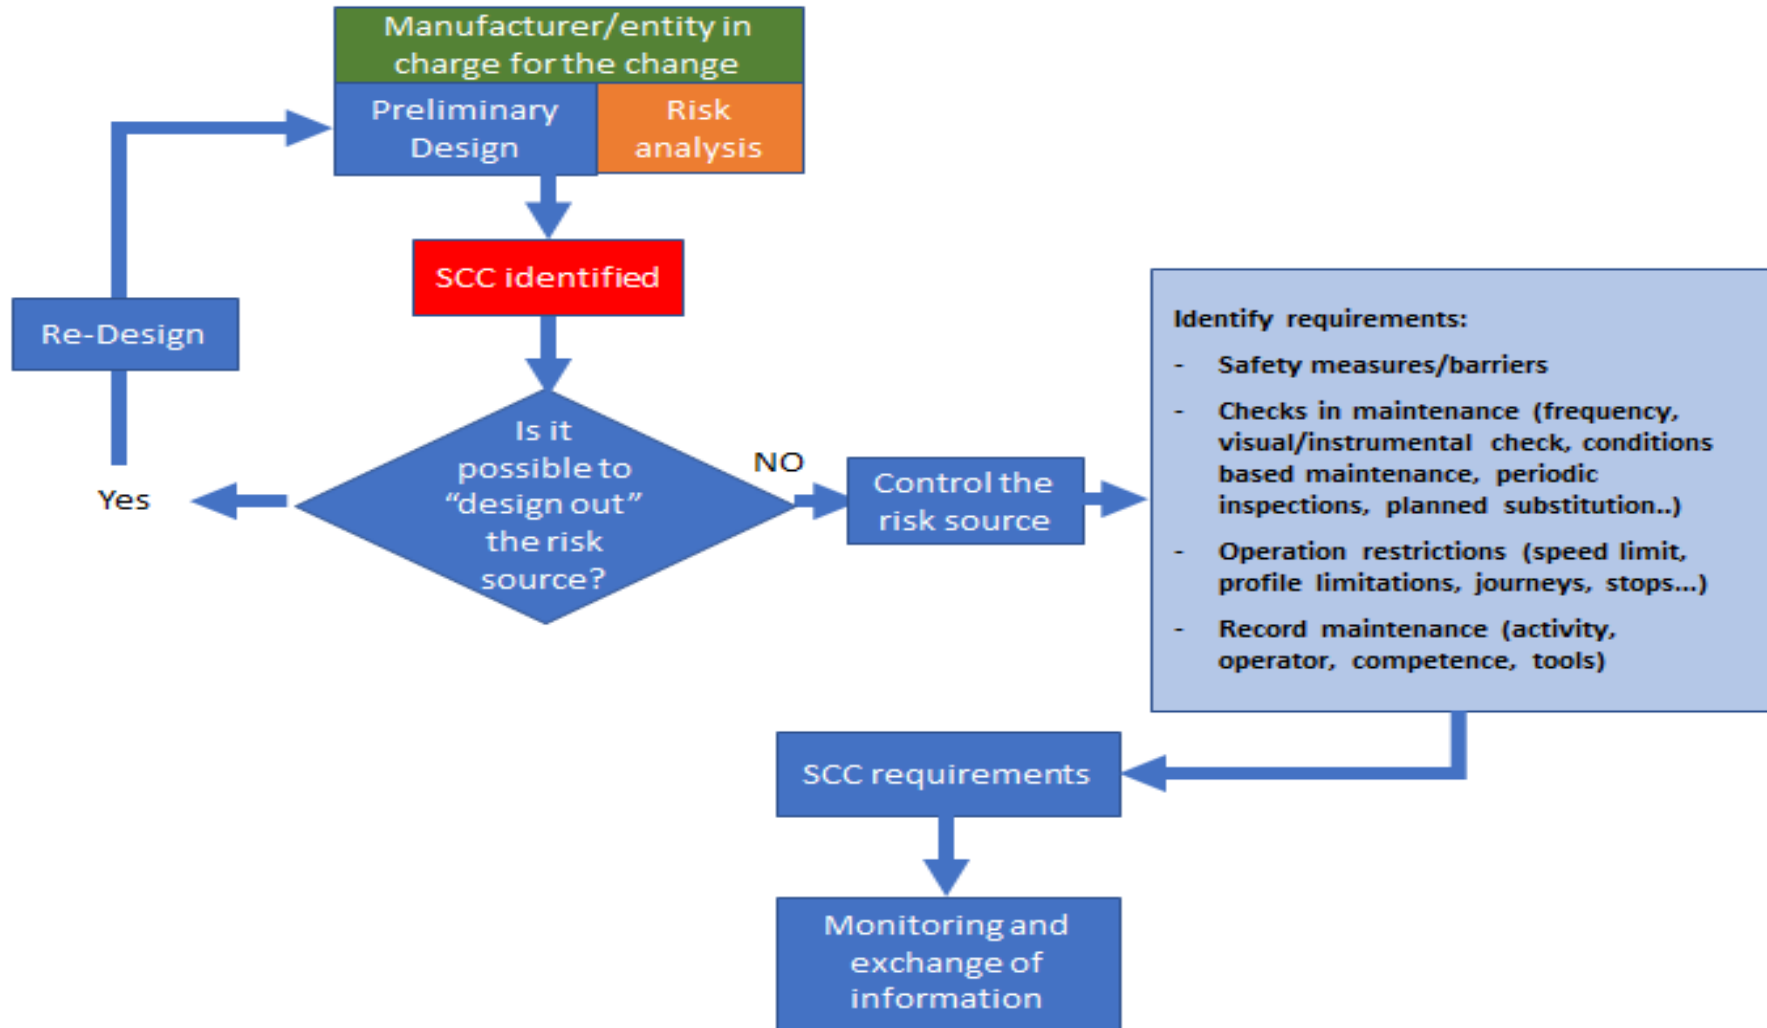 Manufacturer/entity in
charge for the change
Preliminary
Design
Risk
analysis
SCC identified
Re-Design
Is it
possible to
“design out”
the risk
source?
Yes
NO
Control the
risk source
Identify requirements:
- Safety measures/barriers
- Checks in maintenance (frequency,
visual/instrumental check, conditions
based maintenance, periodic
inspections, planned substitution..)
- Operation restrictions (speed limit,
profile limitations, journeys, stops...)
- Record maintenance (activity,
operator, competence, tools)
SCC requirements
Monitoring and
exchange of
information